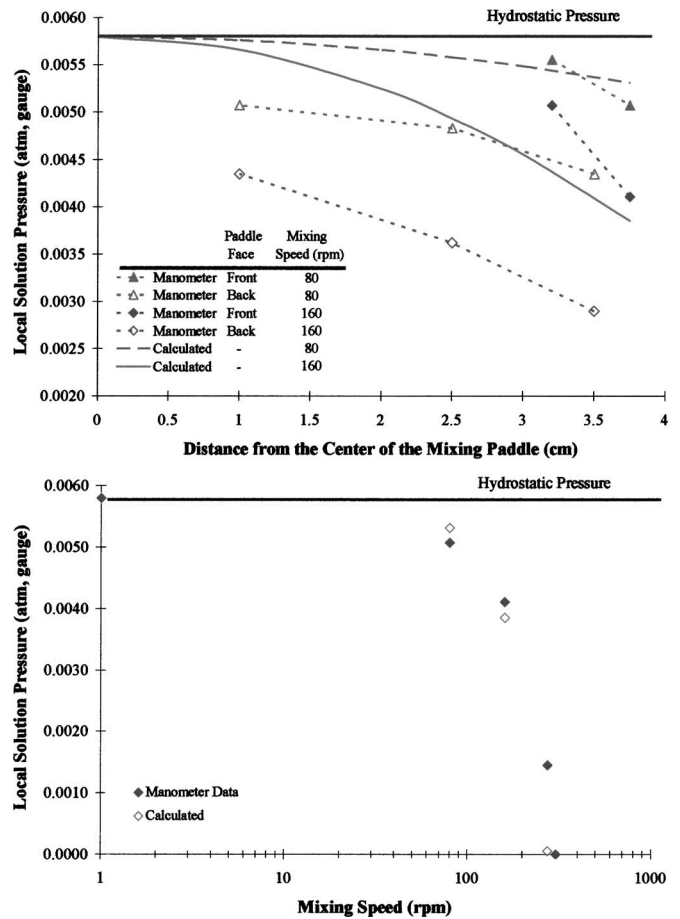 0.0060
0.0055
0.0050
0.0045
0.0040
0.0035
0.0030
0.0025
0.0020
Local Solution Pressure (atm, gauge)
Hydrostatic Pressure
Paddle Mixing
Face Speed (rpm)
Manometer Front 80
Manometer Back 80
Manometer Front 160
Manometer Back 160
Calculated - 80
Calculated - 160
0 0.5 1 1.5 2 2.5 3 3.5 4
Distance from the Center of the Mixing Paddle (cm)
0.0060
0.0050
0.0040
0.0030
0.0020
0.0010
0.0000
Local Solution Pressure (atm, gauge)
Hydrostatic Pressure
Manometer Data
Calculated
1 10 100 1000
Mixing Speed (rpm)